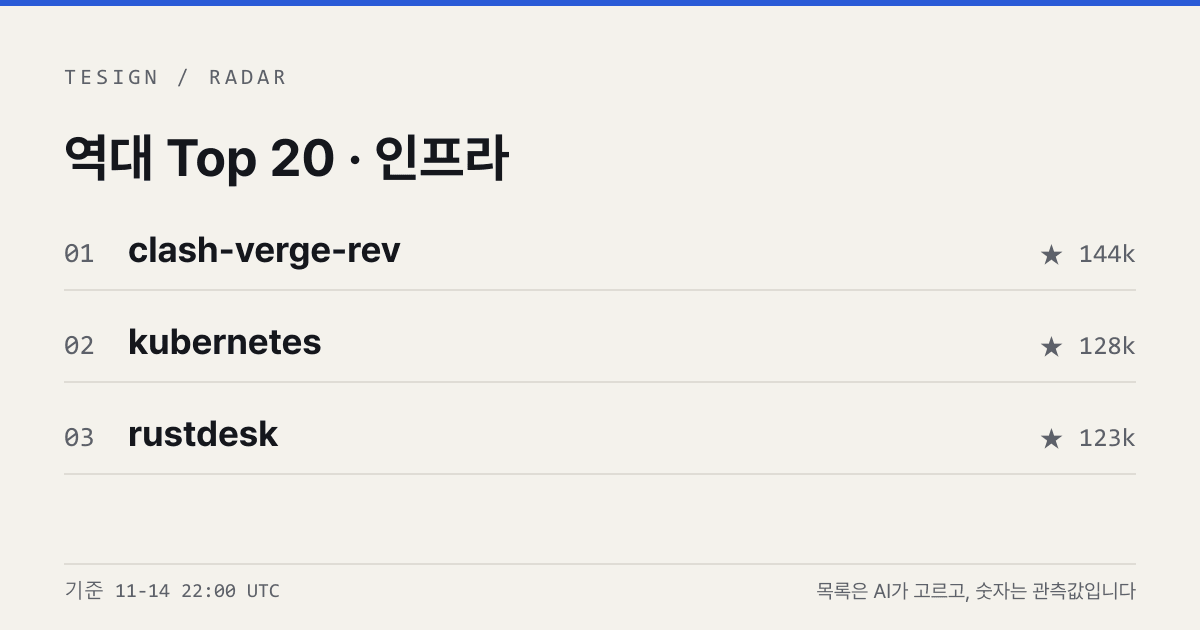 TESIGN / RADAR
역대 Top 20 · 인프라
01 clash-verge-rev ★ 144k
02 kubernetes ★ 128k
03 rustdesk ★ 123k
기준 11-14 22:00 UTC 목록은 AI가 고르고, 숫자는 관측값입니다